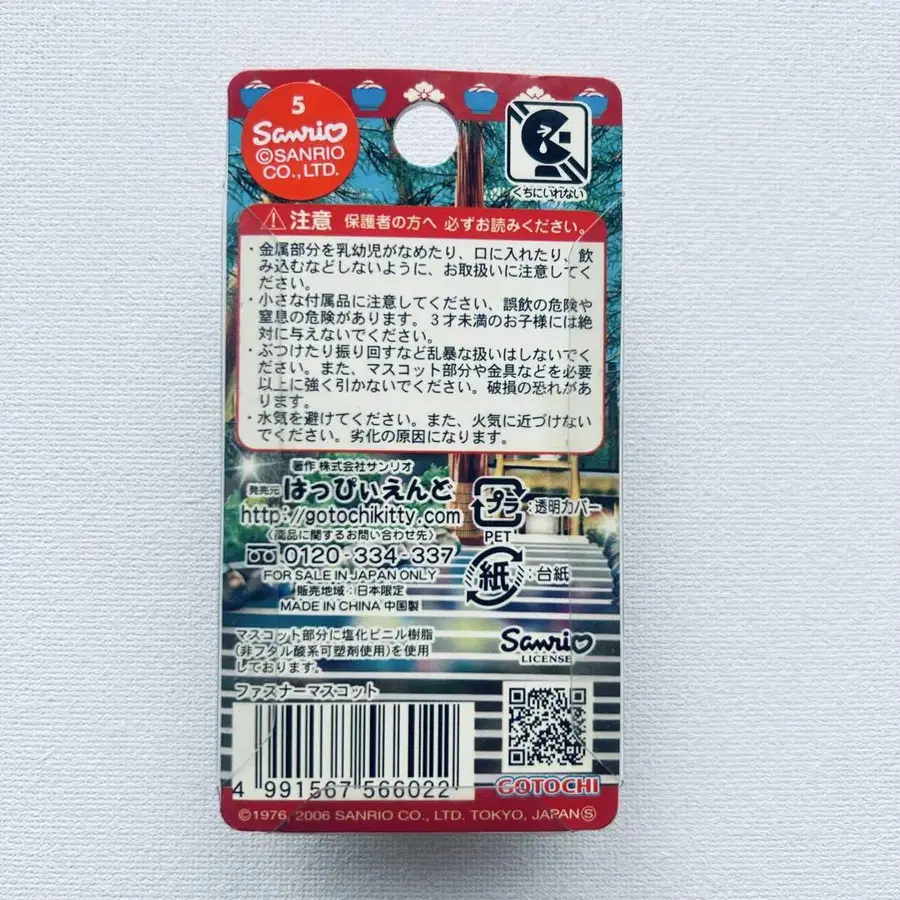 5
Sanrio
©SANRIO
CO., LTD.
くちにいれない
注意 保護者の方へ 必ずお読みください。
・金属部分を乳幼児がなめたり、口に入れたり、飲
み込むなどしないように、お取扱いに注意してく
ださい。
・小さな付属品に注意してください、誤飲の危険や
窒息の危険があります。3才未満のお子様には絶
対に与えないでください。
・ぶつけたり振り回すなど乱暴な扱いはしないでく
ださい。また、マスコット部分や金具などを必要
以上に強く引かないでください。破損の恐れがあ
ります。
・水気を避けてください。また、火気に近づけない
でください。劣化の原因になります。
著作 株式会社サンリオ
発売元 はっぴぃえんど
http://gotochikitty.com
〈商品に関するお問い合わせ先〉
0120-334-337
FOR SALE IN JAPAN ONLY
販売地域：日本限定
MADE IN CHINA 中国製
プラ：透明カバー
PET
紙：台紙
マスコット部分に塩化ビニル樹脂
(非フタル酸系可塑剤使用)を使用
しております。
Sanrio
LICENSE
ファスナーマスコット
4 991567 566022
GOTOCHI
©1976, 2006 SANRIO CO., LTD. TOKYO, JAPAN Ⓢ